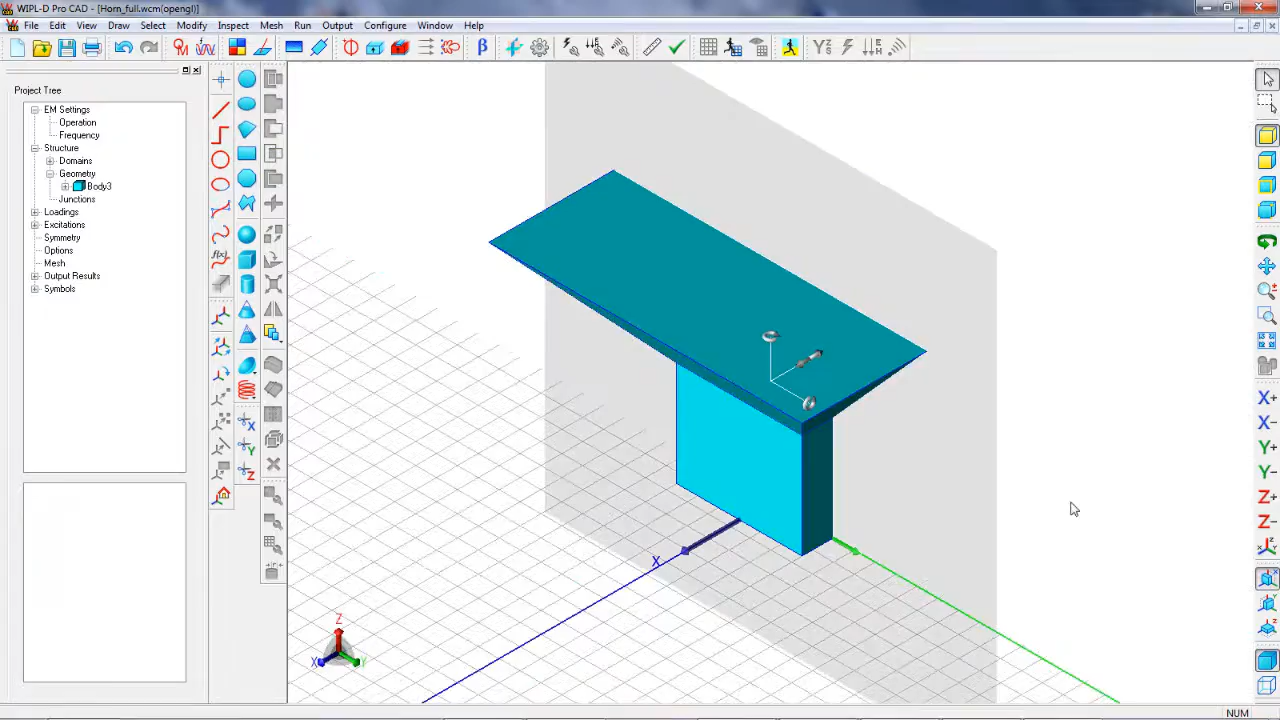 WIPL-D Pro CAD - [Horn_full.wcm(opengl)]
File Edit View Draw Select Modify Inspect Mesh Run Output Configure Window Help
Project Tree
EM Settings
Operation
Frequency
Structure
Domains
Geometry
Body3
Junctions
Loadings
Excitations
Symmetry
Options
Mesh
Output Results
Symbols
f(x)
X
Y
Z
β
X
Z
X
Y
X+
X-
Y+
Y-
Z+
Z-
NUM